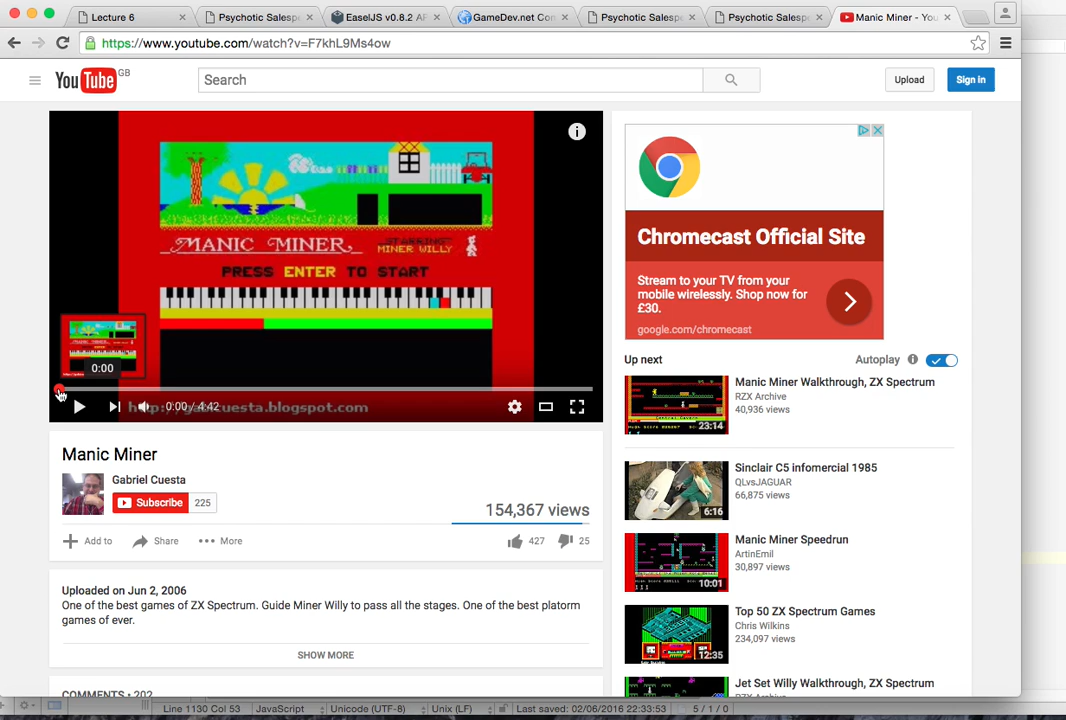 Lecture 6
Psychotic Salesp
EaselJS v0.8.2 AP
GameDev.net Con
Psychotic Salesp
Psychotic Salesp
Manic Miner - You
https://www.youtube.com/watch?v=F7khL9Ms4ow
YouTube GB
Search
Upload
Sign in
MANIC MINER
STARRING
MINER WILLY
PRESS ENTER TO START
0:00
0:00 / 4:42
Manic Miner
Gabriel Cuesta
Subscribe 225
154,367 views
Add to
Share
More
427
25
Uploaded on Jun 2, 2006
One of the best games of ZX Spectrum. Guide Miner Willy to pass all the stages. One of the best platorm
games of ever.
SHOW MORE
COMMENTS • 202
Chromecast Official Site
Stream to your TV from your
mobile wirelessly. Shop now for
£30.
google.com/chromecast
Up next
Autoplay
Manic Miner Walkthrough, ZX Spectrum
RZX Archive
40,936 views
23:14
Sinclair C5 infomercial 1985
QLvsJAGUAR
66,875 views
6:16
Manic Miner Speedrun
ArtinEmil
30,897 views
10:01
Top 50 ZX Spectrum Games
Chris Wilkins
234,097 views
12:35
Jet Set Willy Walkthrough, ZX Spectrum
RZX Archive
Line 1130 Col 53
JavaScript
Unicode (UTF-8)
Unix (LF)
Last saved: 02/06/2016 22:33:53
5 / 1 / 0